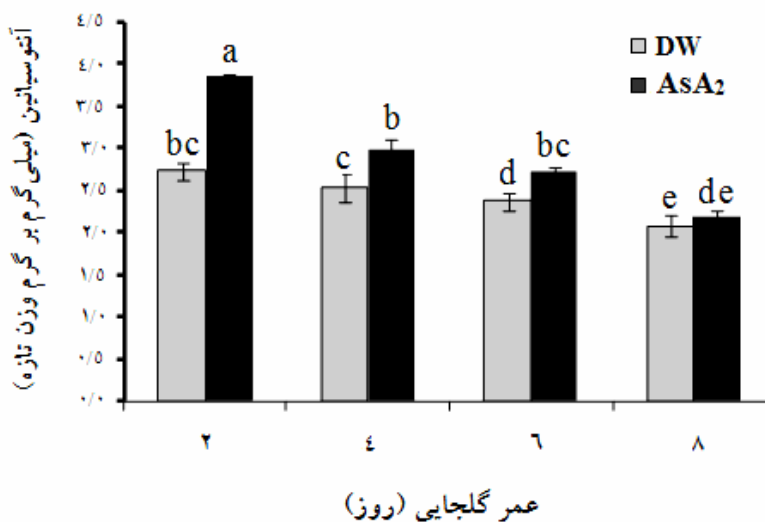 آنتوسیانین (میلی گرم بر گرم وزن تازه)
٤/٥
٤/٠
٣/٥
٣/٠
٢/٥
٢/٠
١/٥
١/٠
٠/٥
٠/٠
DW
AsA2
bc a
c b
d bc
e de
٢ ٤ ٦ ٨
عمر گلجایی (روز)